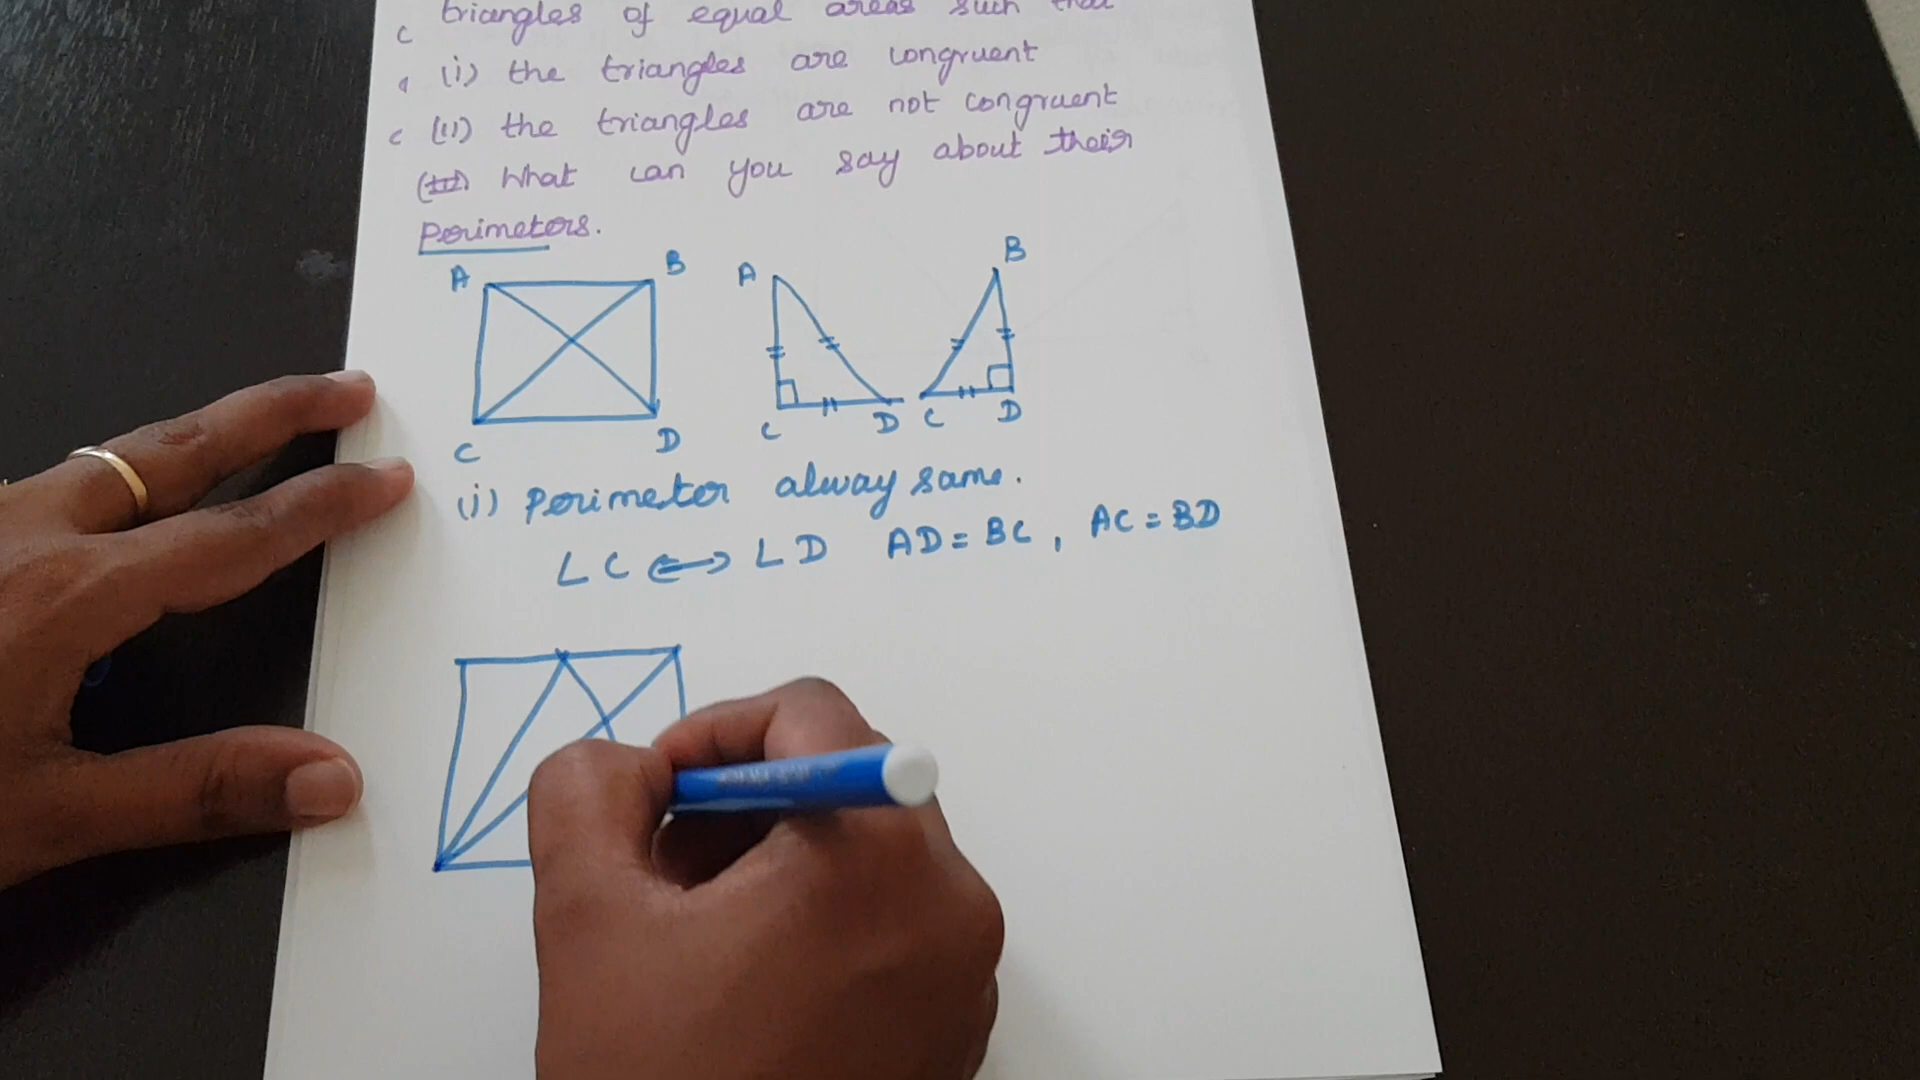 triangles of equal areas such that
(i) the triangles are congruent
(ii) the triangles are not congruent
(iii) What can you say about their
Perimeters.
A B A B
C D C D C D
(i) Perimeter alway same.
∠C ⟷ ∠D AD = BC, AC = BD